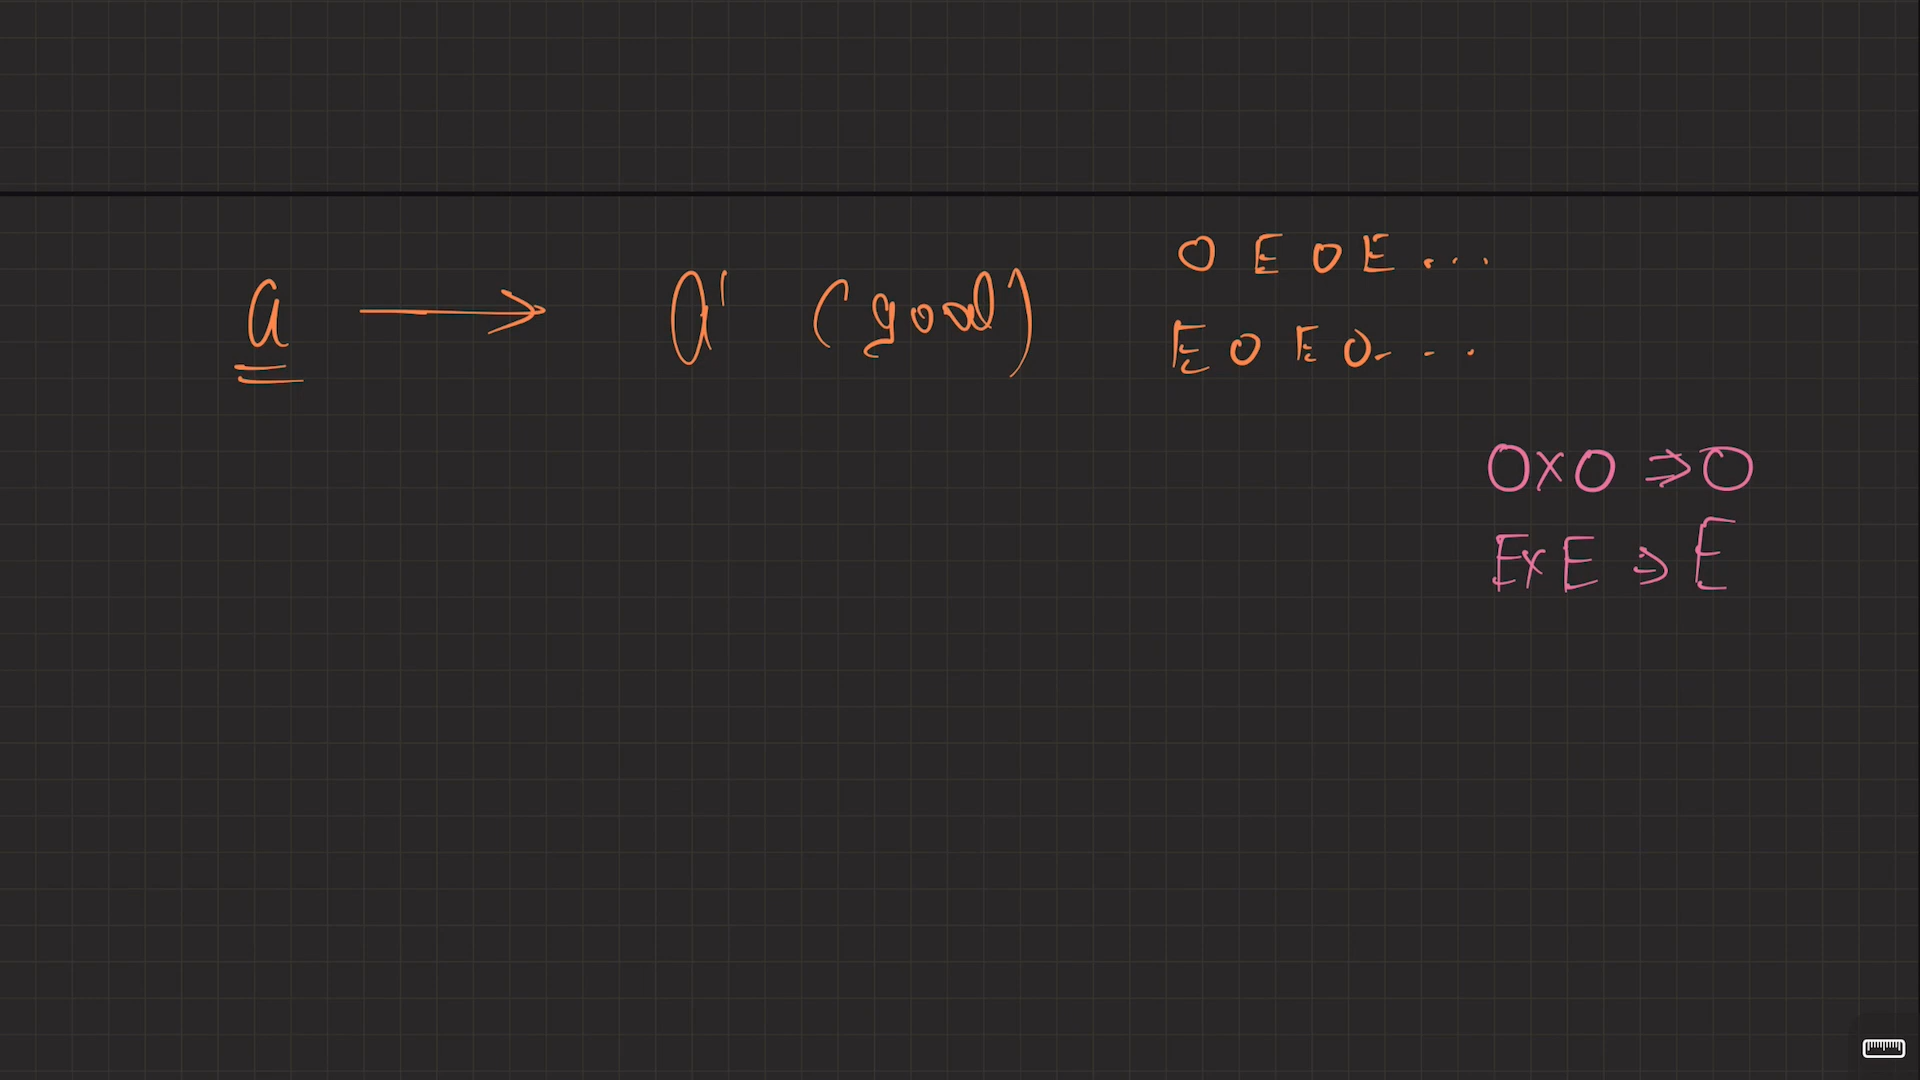 a → a' (good)
O E O E ...
E O E O ...
O x O ⇒ O
E x E ⇒ E